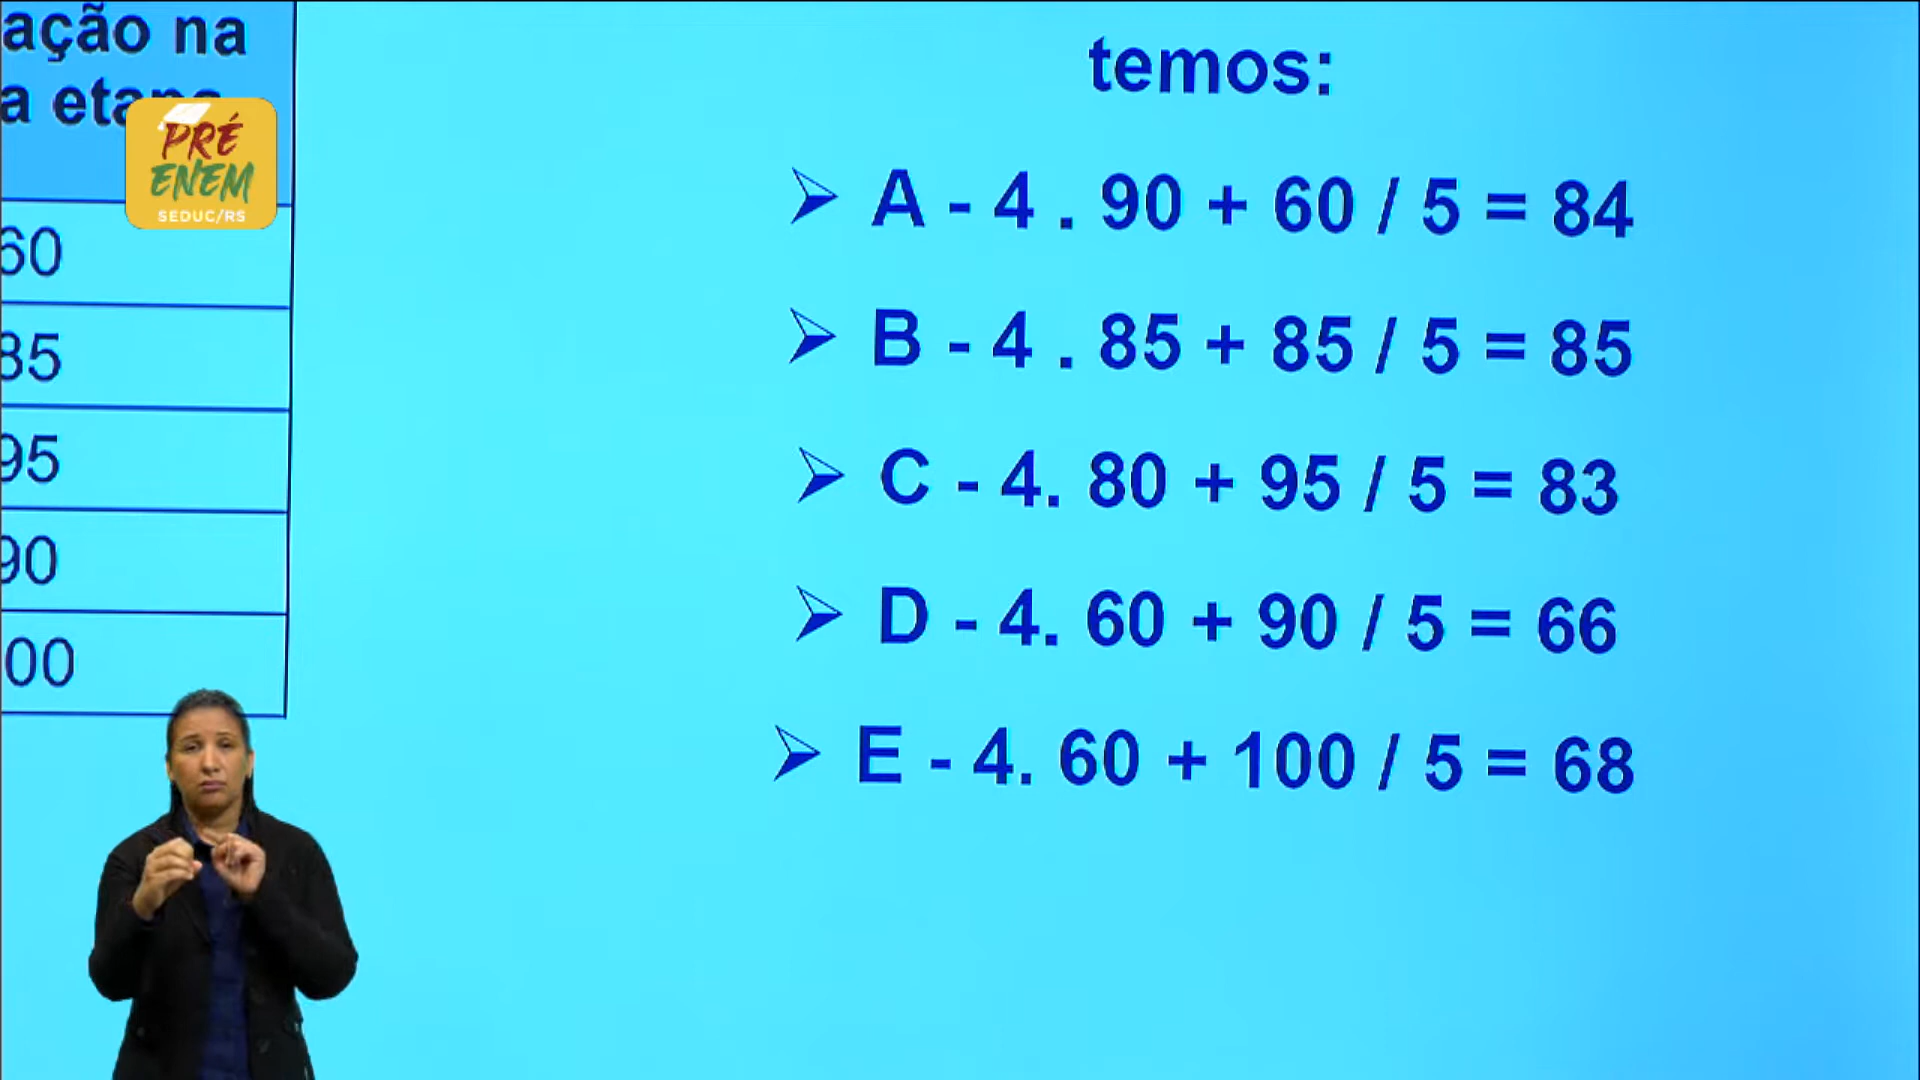 ação na
a etapa
PRÉ
ENEM
SEDUC/RS
60
85
95
90
00
temos:
A - 4 . 90 + 60 / 5 = 84
B - 4 . 85 + 85 / 5 = 85
C - 4. 80 + 95 / 5 = 83
D - 4. 60 + 90 / 5 = 66
E - 4. 60 + 100 / 5 = 68